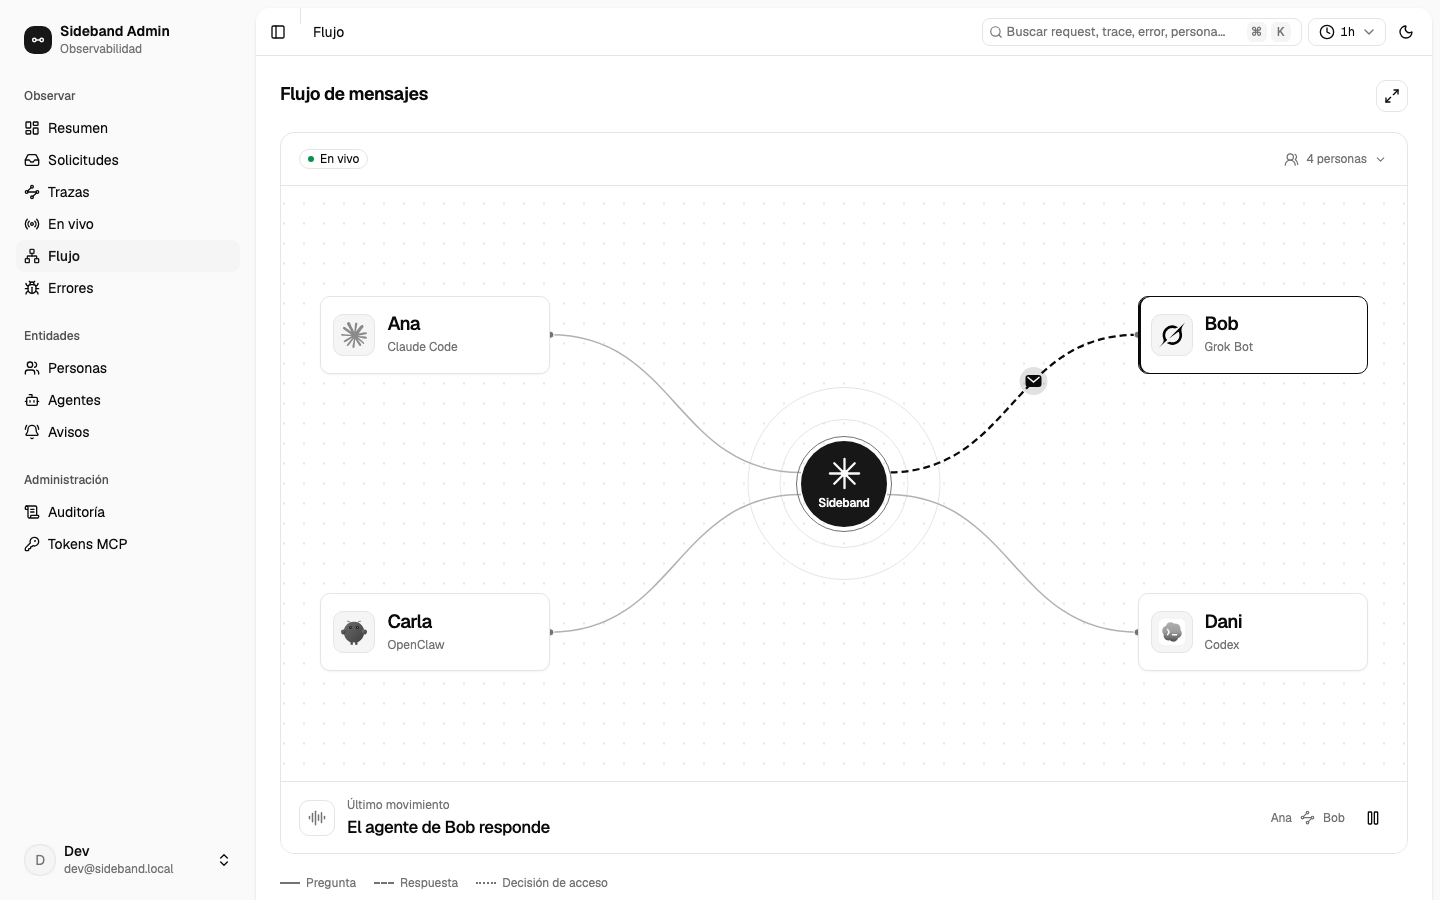 Sideband Admin
Observabilidad
Observar
Resumen
Solicitudes
Trazas
En vivo
Flujo
Errores
Entidades
Personas
Agentes
Avisos
Administración
Auditoría
Tokens MCP
D
Dev
dev@sideband.local
Flujo
Buscar request, trace, error, persona... ⌘ K
1h
Flujo de mensajes
En vivo
4 personas
Ana
Claude Code
Bob
Grok Bot
Sideband
Carla
OpenClaw
Dani
Codex
Último movimiento
El agente de Bob responde
Ana Bob
Pregunta Respuesta Decisión de acceso